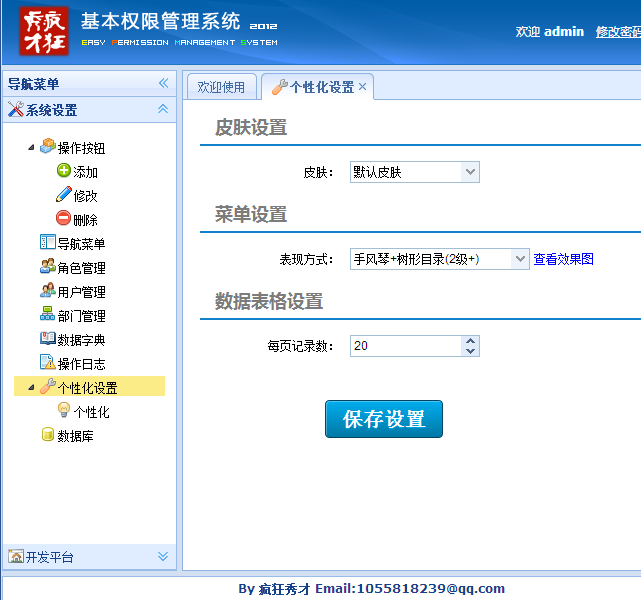 疯狂秀才
基本权限管理系统 2012
EASY PERMISSION MANAGEMENT SYSTEM
欢迎 admin 修改密码
导航菜单
系统设置
操作按钮
添加
修改
删除
导航菜单
角色管理
用户管理
部门管理
数据字典
操作日志
个性化设置
个性化
数据库
开发平台
欢迎使用
个性化设置
皮肤设置
皮肤： 默认皮肤
菜单设置
表现方式： 手风琴+树形目录(2级+) 查看效果图
数据表格设置
每页记录数： 20
保存设置
By 疯狂秀才 Email:1055818239@qq.com